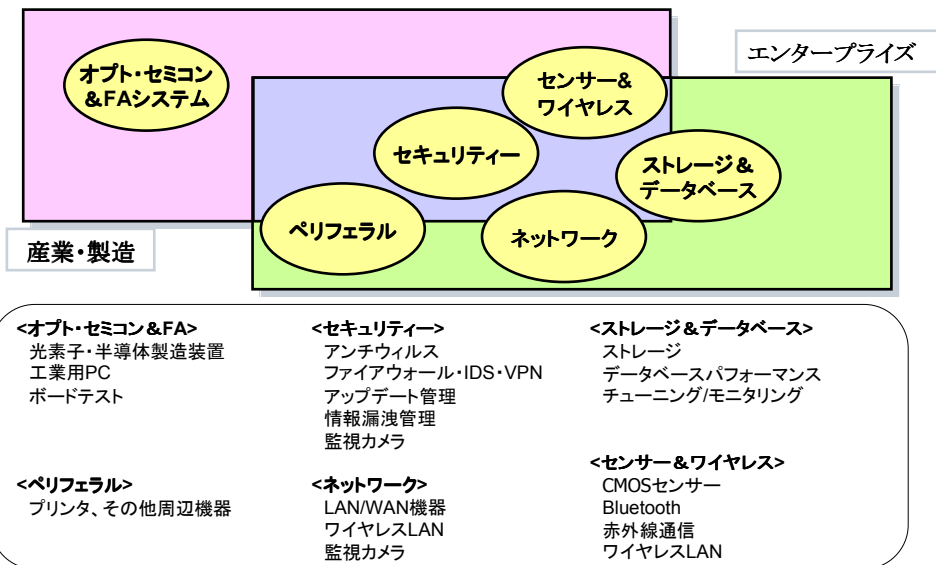 エンタープライズ
オプト・セミコン
&FAシステム
センサー&
ワイヤレス
セキュリティー
ストレージ&
データベース
ペリフェラル
ネットワーク
産業・製造
<オプト・セミコン&FA>
光素子・半導体製造装置
工業用PC
ボードテスト
<セキュリティー>
アンチウィルス
ファイアウォール・IDS・VPN
アップデート管理
情報漏洩管理
監視カメラ
<ストレージ&データベース>
ストレージ
データベースパフォーマンス
チューニング/モニタリング
<ペリフェラル>
プリンタ、その他周辺機器
<ネットワーク>
LAN/WAN機器
ワイヤレスLAN
監視カメラ
<センサー&ワイヤレス>
CMOSセンサー
Bluetooth
赤外線通信
ワイヤレスLAN